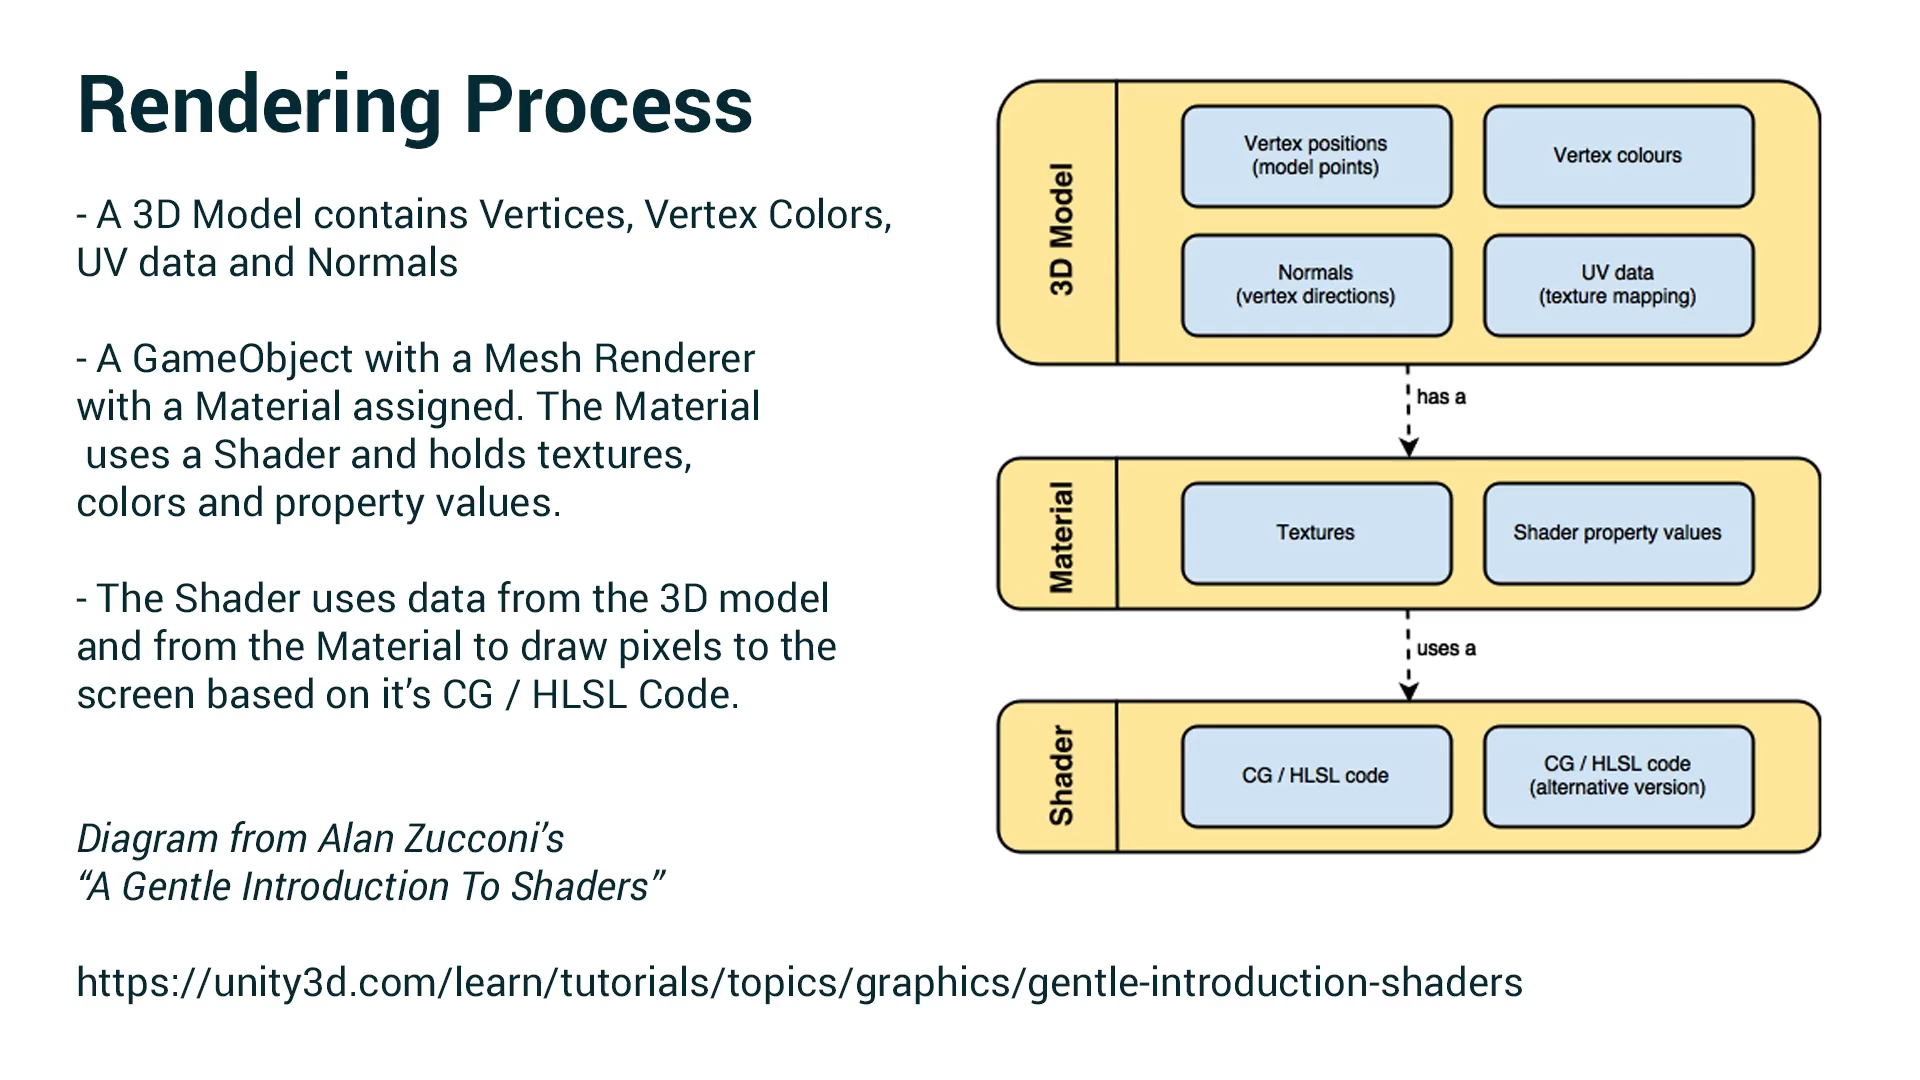 Rendering Process
- A 3D Model contains Vertices, Vertex Colors,
UV data and Normals
- A GameObject with a Mesh Renderer
with a Material assigned. The Material
uses a Shader and holds textures,
colors and property values.
- The Shader uses data from the 3D model
and from the Material to draw pixels to the
screen based on it’s CG / HLSL Code.
Diagram from Alan Zucconi’s
“A Gentle Introduction To Shaders”
https://unity3d.com/learn/tutorials/topics/graphics/gentle-introduction-shaders
3D Model
Vertex positions
(model points)
Vertex colours
Normals
(vertex directions)
UV data
(texture mapping)
has a
Material
Textures
Shader property values
uses a
Shader
CG / HLSL code
CG / HLSL code
(alternative version)